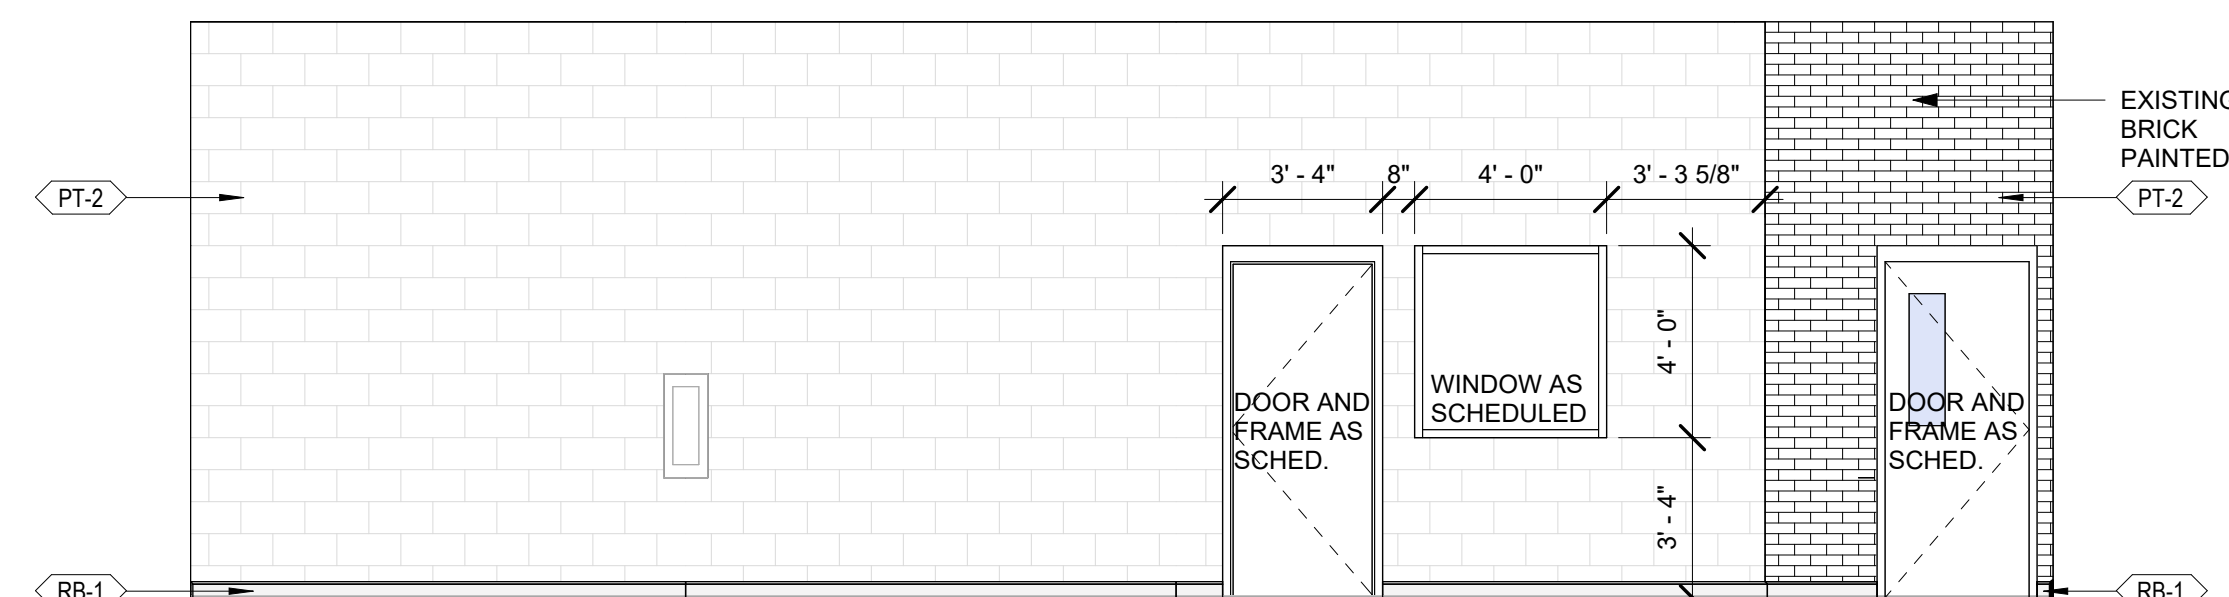 EXISTING
BRICK
PAINTED
3' - 4" 8" 4' - 0" 3' - 3 5/8"
PT-2
PT-2
4' - 0"
WINDOW AS
SCHEDULED
DOOR AND
FRAME AS
SCHED.
DOOR AND
FRAME AS
SCHED.
3' - 4"
RB-1
RB-1